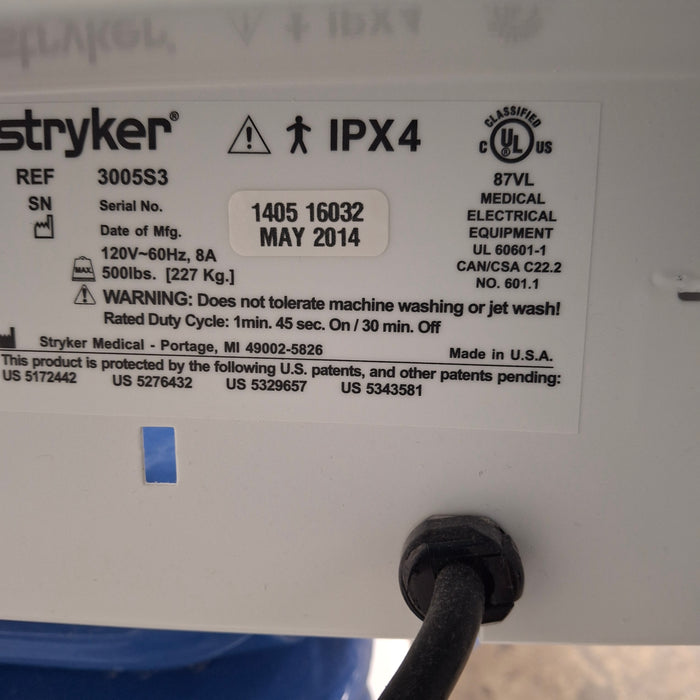 stryker®
IPX4
REF 3005S3
SN Serial No. 1405 16032
Date of Mfg. MAY 2014
120V~60Hz, 8A
MAX. 500lbs. [227 Kg.]
WARNING: Does not tolerate machine washing or jet wash!
Rated Duty Cycle: 1min. 45 sec. On / 30 min. Off
Stryker Medical - Portage, MI 49002-5826
Made in U.S.A.
This product is protected by the following U.S. patents, and other patents pending:
US 5172442 US 5276432 US 5329657 US 5343581
CLASSIFIED
C UL US
87VL
MEDICAL
ELECTRICAL
EQUIPMENT
UL 60601-1
CAN/CSA C22.2
NO. 601.1